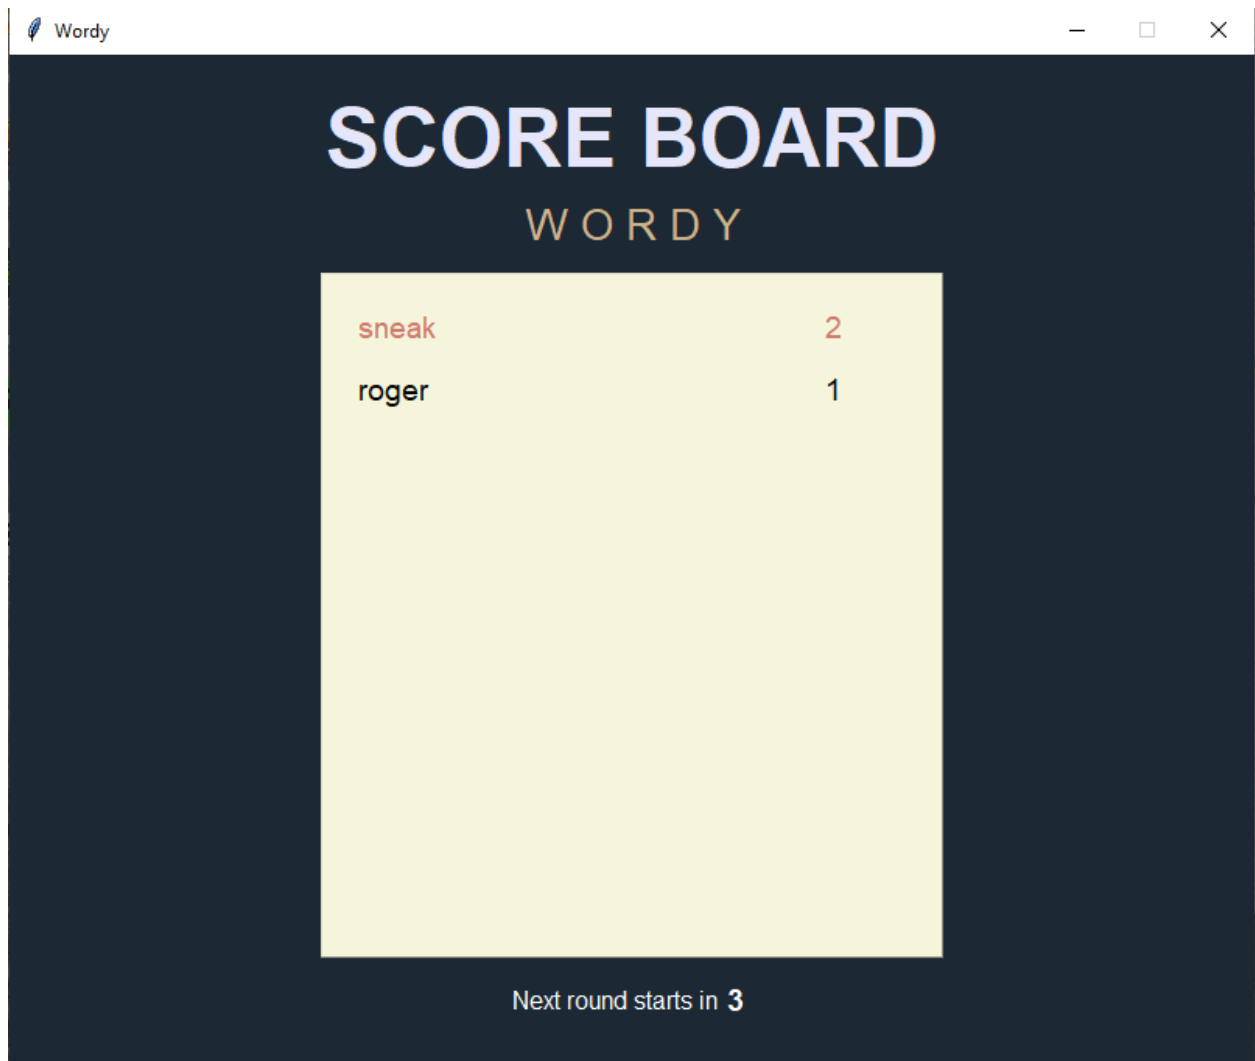 Wordy
SCORE BOARD
W O R D Y
sneak 2
roger 1
Next round starts in 3